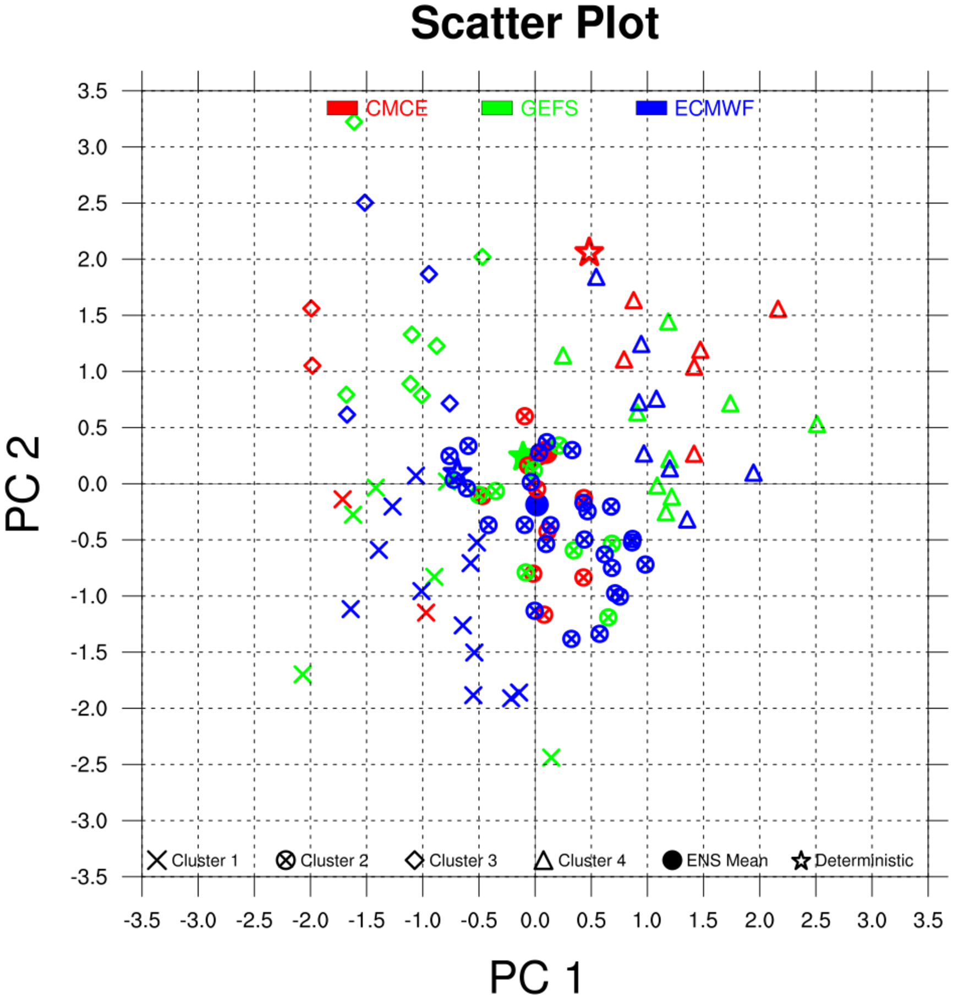 Scatter Plot
CMCE GEFS ECMWF
3.5
3.0
2.5
2.0
1.5
1.0
0.5
0.0
-0.5
-1.0
-1.5
-2.0
-2.5
-3.0
-3.5
PC 2
Cluster 1 Cluster 2 Cluster 3 Cluster 4 ENS Mean Deterministic
-3.5 -3.0 -2.5 -2.0 -1.5 -1.0 -0.5 0.0 0.5 1.0 1.5 2.0 2.5 3.0 3.5
PC 1